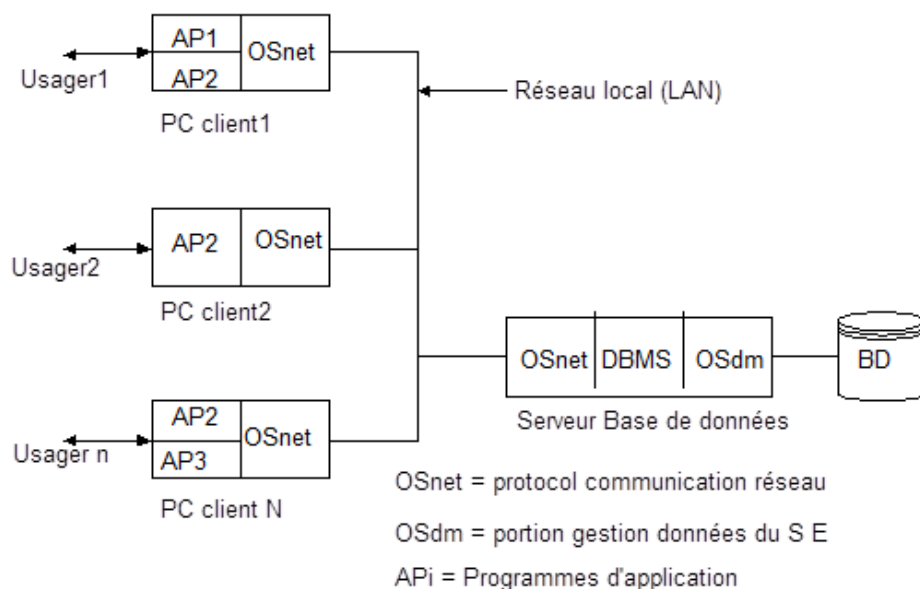 AP1
OSnet
AP2
Usager1
PC client1
Réseau local (LAN)
AP2
OSnet
Usager2
PC client2
OSnet
DBMS
OSdm
BD
Serveur Base de données
AP2
OSnet
AP3
Usager n
PC client N
OSnet = protocol communication réseau
OSdm = portion gestion données du S E
APi = Programmes d'application